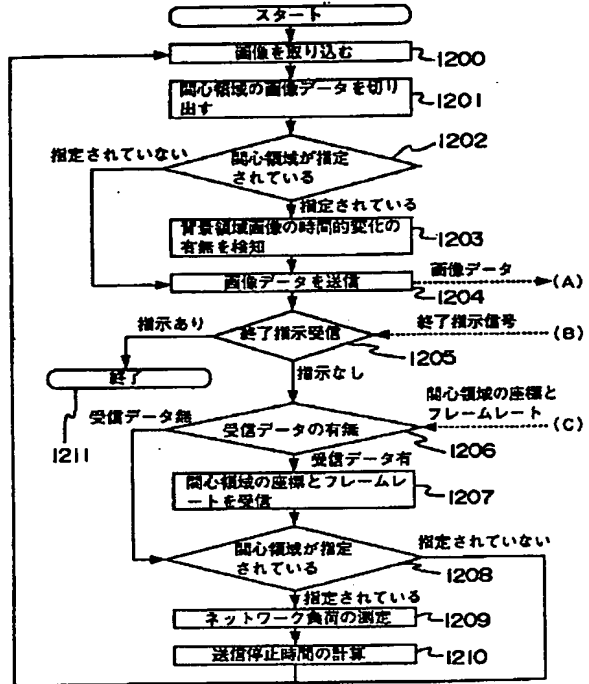 スタート
画像を取り込む
1200
関心領域の画像データを切り
出す
1201
1202
指定されていない
関心領域が指定
されている
指定されている
背景領域画像の時間的変化の
有無を検知
1203
画像データ
画像データを送信
(A)
1204
指示あり
終了指示信号
終了指示受信
(B)
1205
終了
指示なし
関心領域の座標と
フレームレート
(C)
受信データ無
1211
受信データの有無
1206
受信データ有
関心領域の座標とフレームレ
ートを受信
1207
指定されていない
関心領域が指定
されている
1208
指定されている
ネットワーク負荷の測定
1209
送信停止時間の計算
1210